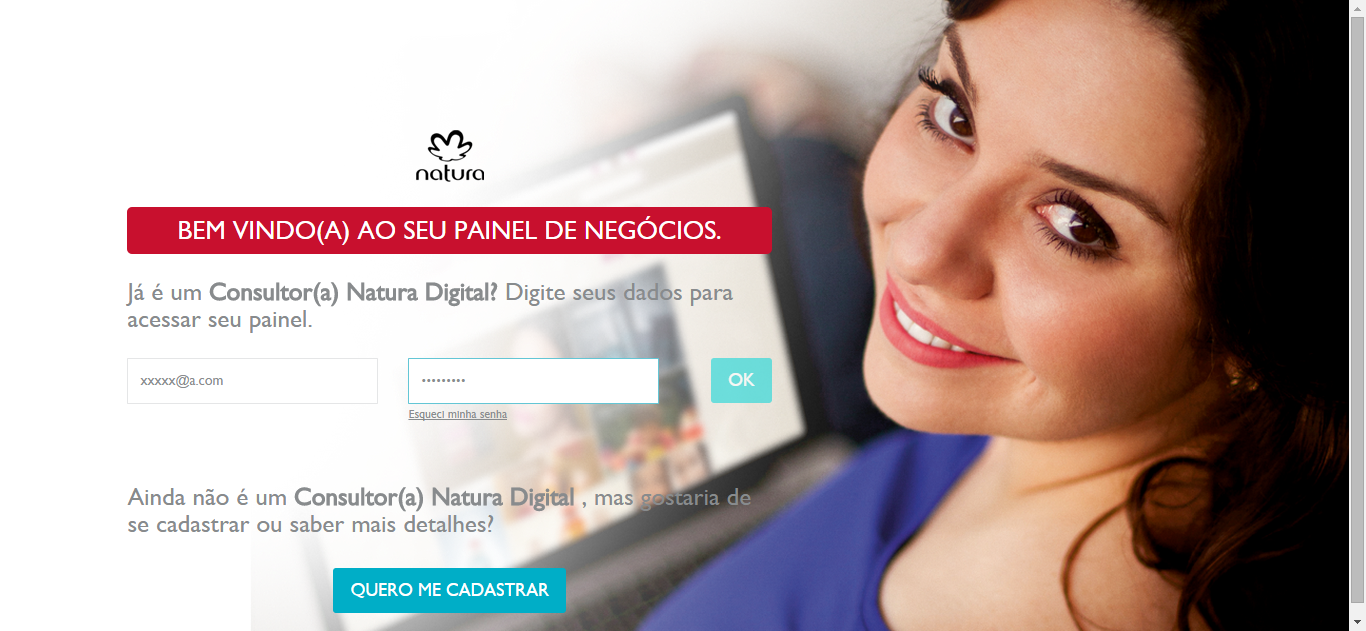 natura
BEM VINDO(A) AO SEU PAINEL DE NEGÓCIOS.
Já é um Consultor(a) Natura Digital? Digite seus dados para
acessar seu painel.
xxxxx@a.com
•••••••••
OK
Esqueci minha senha
Ainda não é um Consultor(a) Natura Digital , mas gostaria de
se cadastrar ou saber mais detalhes?
QUERO ME CADASTRAR